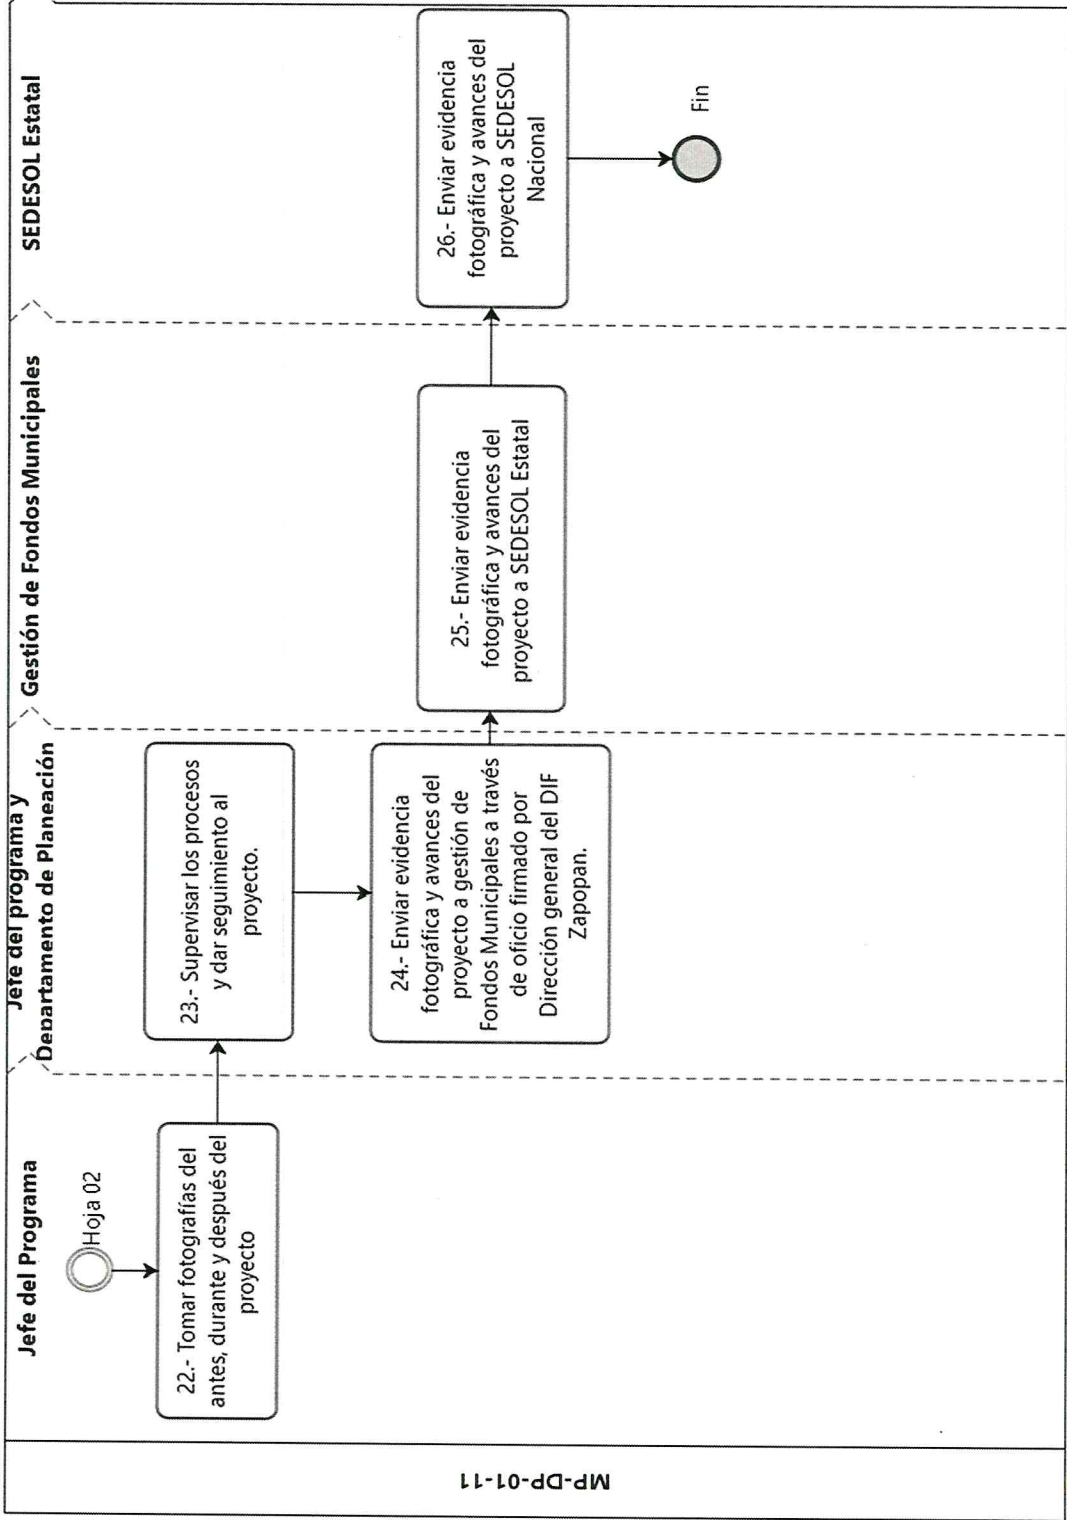 MP-DP-01-11
Jefe del Programa
Hoja 02
22.- Tomar fotografías del
antes, durante y después del
proyecto
Jefe del programa y
Departamento de Planeación
23.- Supervisar los procesos
y dar seguimiento al
proyecto.
24.- Enviar evidencia
fotográfica y avances del
proyecto a gestión de
Fondos Municipales a través
de oficio firmado por
Dirección general del DIF
Zapopan.
Gestión de Fondos Municipales
25.- Enviar evidencia
fotográfica y avances del
proyecto a SEDESOL Estatal
SEDESOL Estatal
26.- Enviar evidencia
fotográfica y avances del
proyecto a SEDESOL
Nacional
Fin